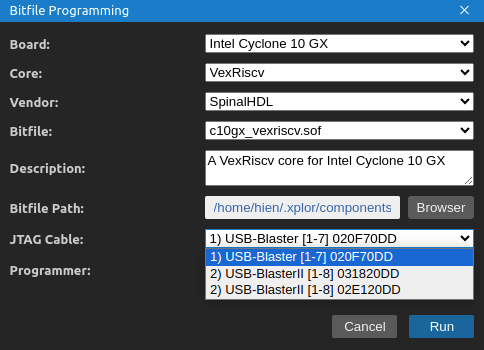 Bitfile Programming
Board: Intel Cyclone 10 GX
Core: VexRiscv
Vendor: SpinalHDL
Bitfile: c10gx_vexriscv.sof
Description: A VexRiscv core for Intel Cyclone 10 GX
Bitfile Path: /home/hien/.xplor/components Browser
JTAG Cable: 1) USB-Blaster [1-7] 020F70DD
1) USB-Blaster [1-7] 020F70DD
Programmer: 2) USB-BlasterII [1-8] 031820DD
2) USB-BlasterII [1-8] 02E120DD
Cancel Run